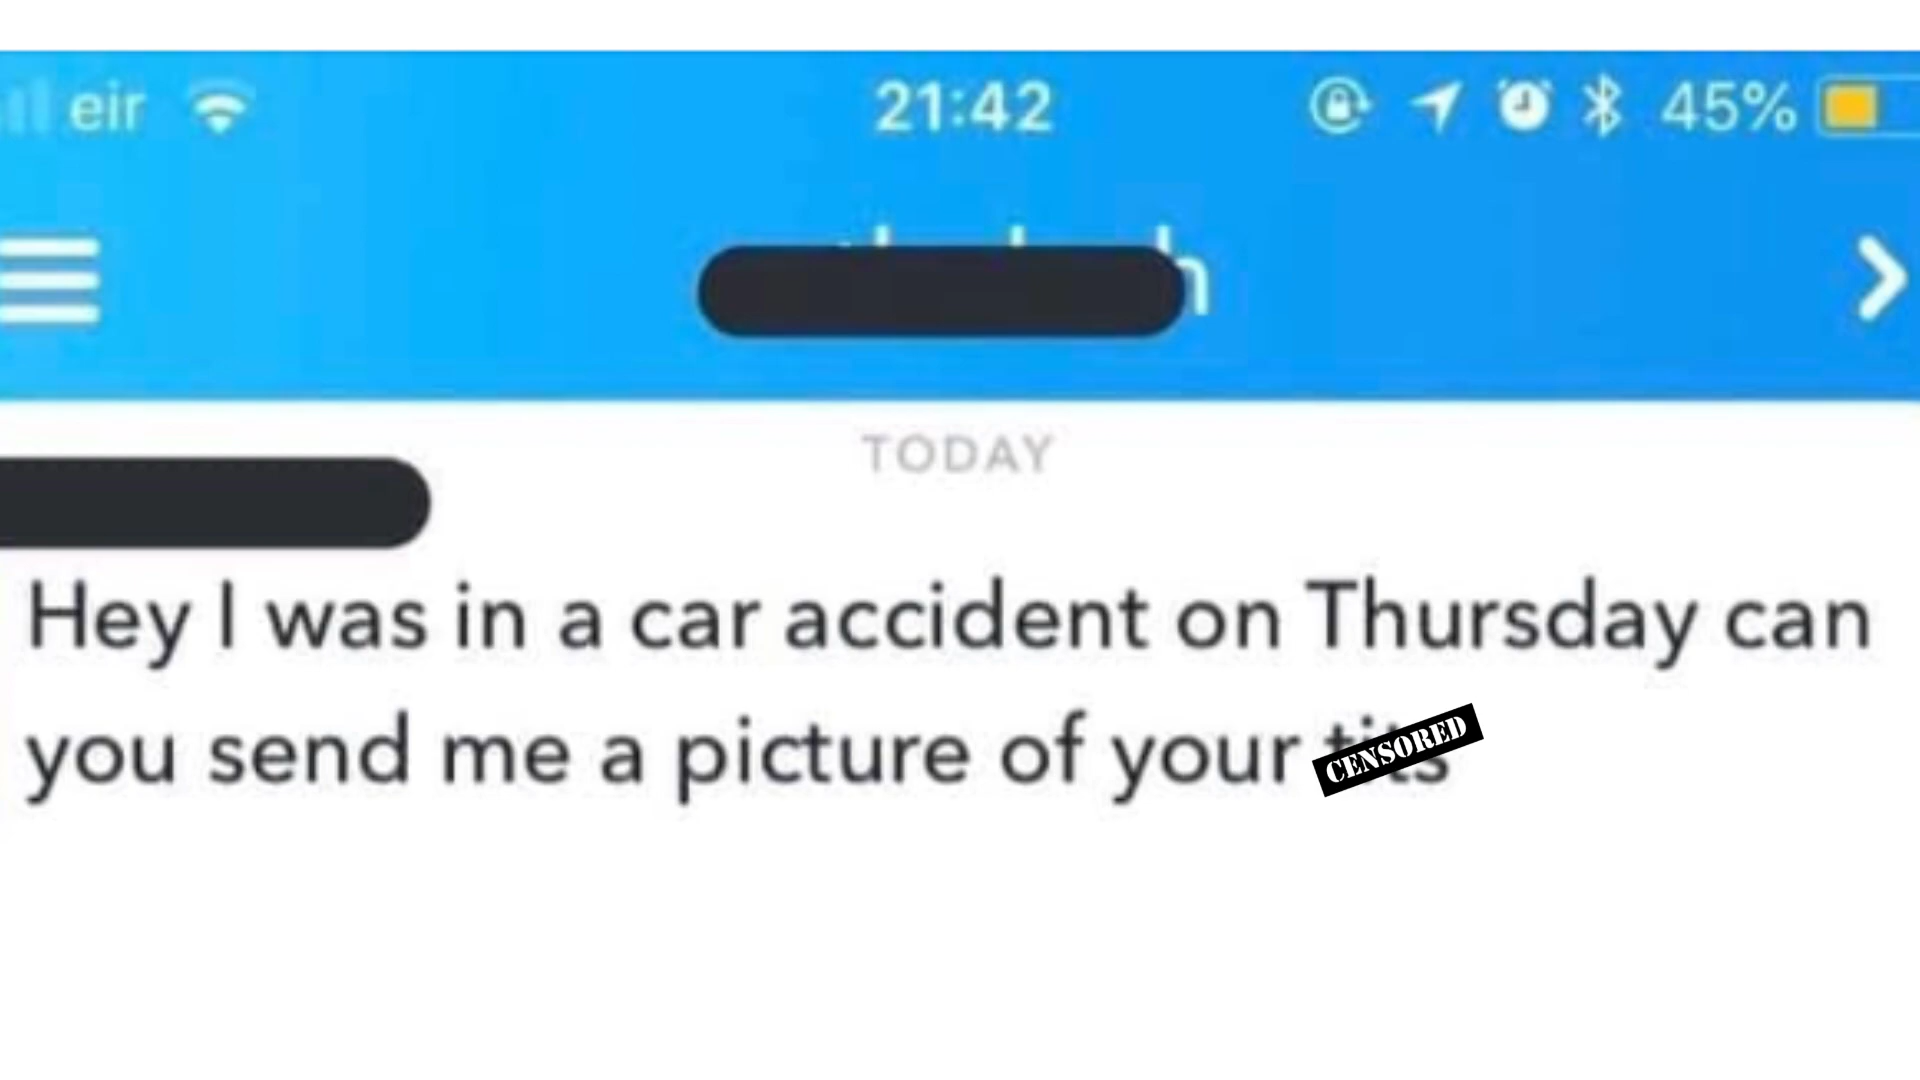 eir 21:42 45%
TODAY
Hey I was in a car accident on Thursday can
you send me a picture of your tits
CENSORED